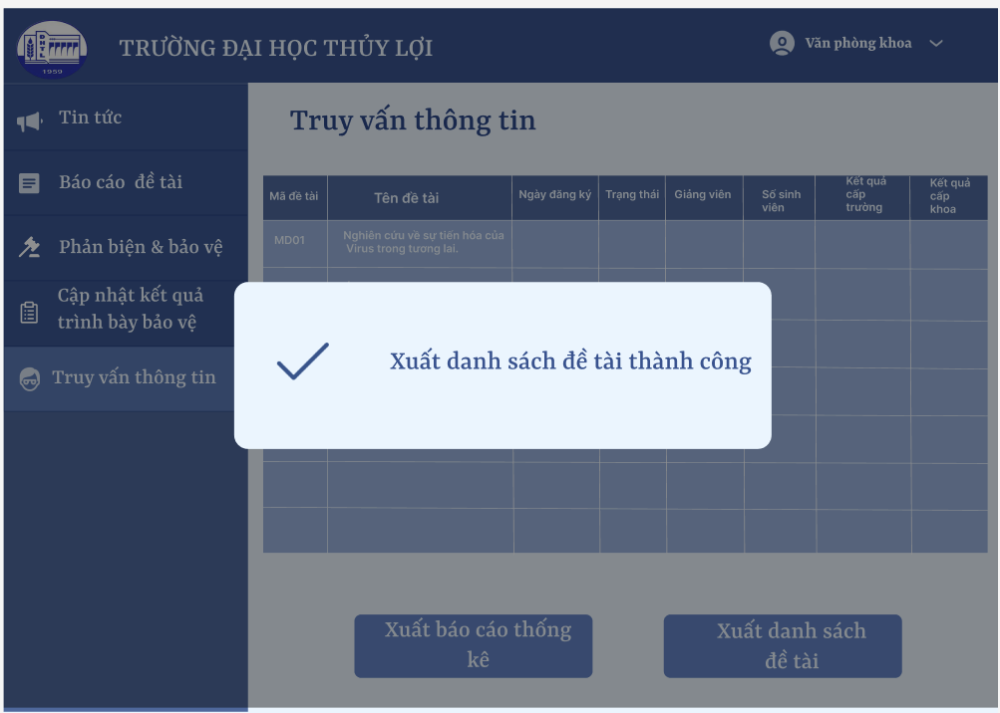 TRƯỜNG ĐẠI HỌC THỦY LỢI
Văn phòng khoa
1959
Tin tức
Báo cáo đề tài
Phản biện & bảo vệ
Cập nhật kết quả
trình bày bảo vệ
Truy vấn thông tin
Truy vấn thông tin
Mã đề tài
Tên đề tài
Ngày đăng ký
Trạng thái
Giảng viên
Số sinh
viên
Kết quả
cấp
trường
Kết quả
cấp
khoa
MD01
Nghiên cứu về sự tiến hóa của
Virus trong tương lai.
Xuất danh sách đề tài thành công
Xuất báo cáo thống
kê
Xuất danh sách
đề tài